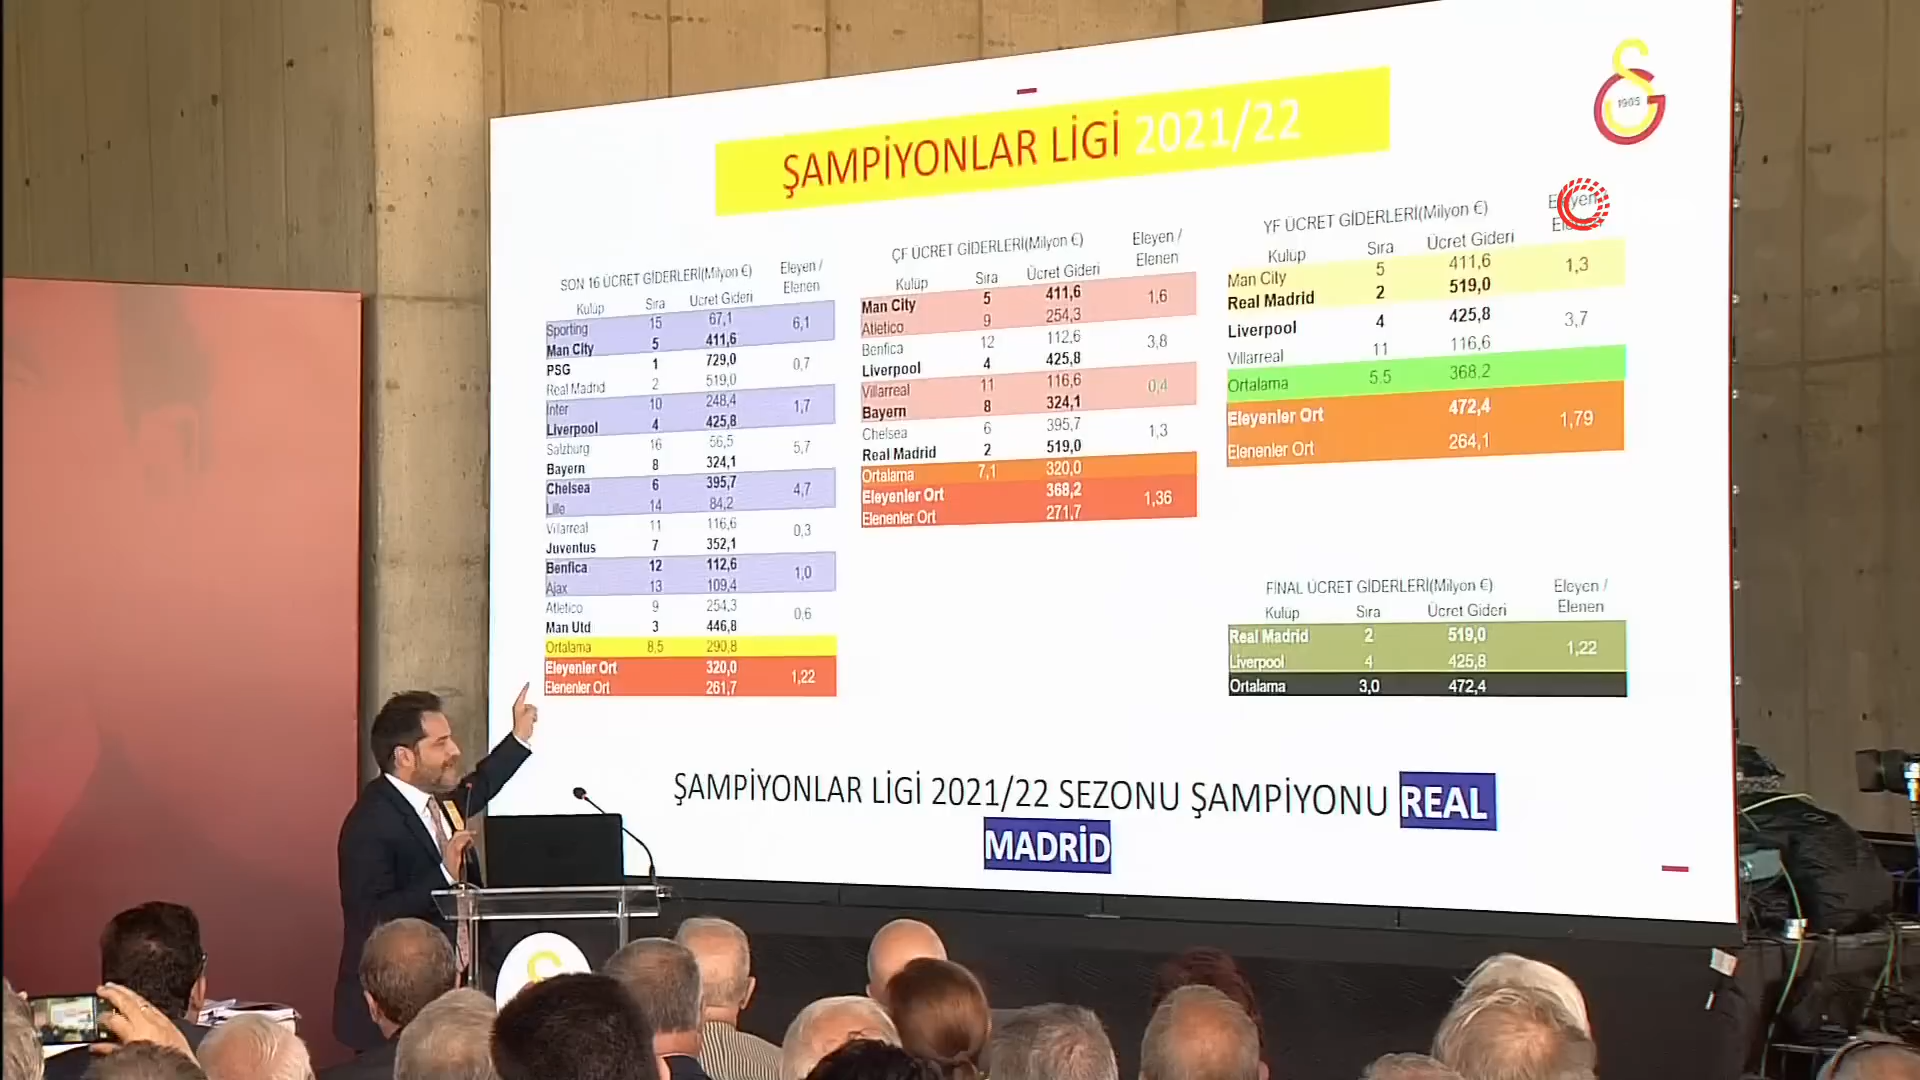 ŞAMPİYONLAR LİGİ 2021/22
1905
SON 16 ÜCRET GİDERLERİ(Milyon €) Eleyen / Elenen
Kulüp Sıra Ücret Gideri
Sporting 15 67,1 6,1
Man City 5 411,6
PSG 1 729,0 0,7
Real Madrid 2 519,0
Inter 10 248,4 1,7
Liverpool 4 425,8
Salzburg 16 56,5 5,7
Bayern 8 324,1
Chelsea 6 395,7 4,7
Lille 14 84,2
Villarreal 11 116,6 0,3
Juventus 7 352,1
Benfica 12 112,6 1,0
Ajax 13 109,4
Atletico 9 254,3 0,6
Man Utd 3 446,8
Ortalama 8,5 290,8
Eleyenler Ort 320,0 1,22
Elenenler Ort 261,7
ÇF ÜCRET GİDERLERİ(Milyon €) Eleyen / Elenen
Kulüp Sıra Ücret Gideri
Man City 5 411,6 1,6
Atletico 9 254,3
Benfica 12 112,6 3,8
Liverpool 4 425,8
Villarreal 11 116,6 0,4
Bayern 8 324,1
Chelsea 6 395,7 1,3
Real Madrid 2 519,0
Ortalama 7,1 320,0
Eleyenler Ort 368,2 1,36
Elenenler Ort 271,7
YF ÜCRET GİDERLERİ(Milyon €)
Kulüp Sıra Ücret Gideri
Man City 5 411,6 1,3
Real Madrid 2 519,0
Liverpool 4 425,8 3,7
Villarreal 11 116,6
Ortalama 5.5 368,2
Eleyenler Ort 472,4 1,79
Elenenler Ort 264,1
FİNAL ÜCRET GİDERLERİ(Milyon €) Eleyen / Elenen
Kulüp Sıra Ücret Gideri
Real Madrid 2 519,0 1,22
Liverpool 4 425,8
Ortalama 3,0 472,4
ŞAMPİYONLAR LİGİ 2021/22 SEZONU ŞAMPİYONU REAL
MADRİD